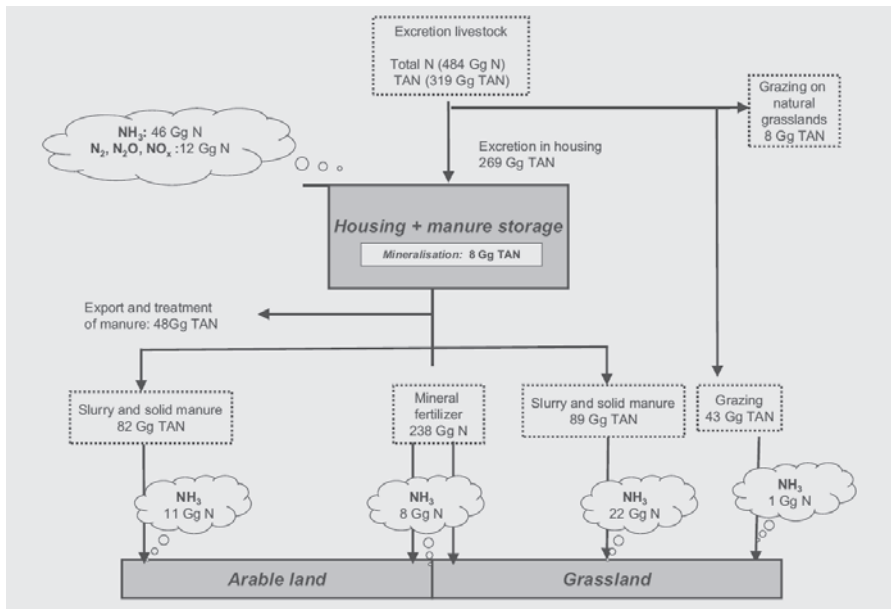 Excretion livestock
Total N (484 Gg N)
TAN (319 Gg TAN)
Grazing on
natural
grasslands
8 Gg TAN
NH₃: 46 Gg N
N₂, N₂O, NOₓ :12 Gg N
Excretion in housing
269 Gg TAN
Housing + manure storage
Mineralisation: 8 Gg TAN
Export and treatment
of manure: 48Gg TAN
Slurry and solid manure
82 Gg TAN
Mineral
fertilizer
238 Gg N
Slurry and solid manure
89 Gg TAN
Grazing
43 Gg TAN
NH₃
11 Gg N
NH₃
8 Gg N
NH₃
22 Gg N
NH₃
1 Gg N
Arable land
Grassland